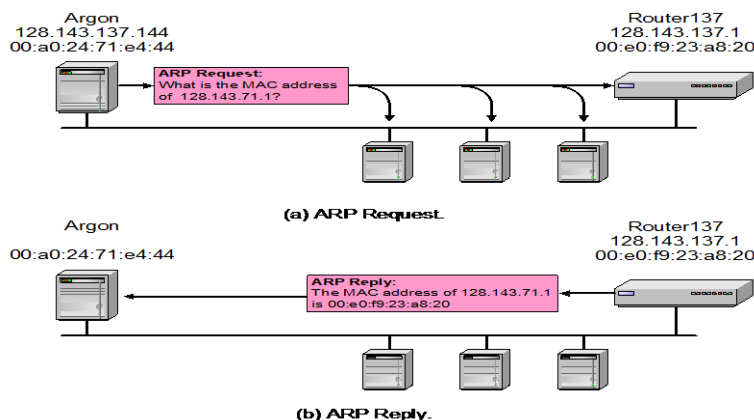 Argon
128.143.137.144
00:a0:24:71:e4:44
Router137
128.143.137.1
00:e0:f9:23:a8:20
ARP Request:
What is the MAC address
of 128.143.71.1?
(a) ARP Request.
Argon
00:a0:24:71:e4:44
Router137
128.143.137.1
00:e0:f9:23:a8:20
ARP Reply:
The MAC address of 128.143.71.1
is 00:e0:f9:23:a8:20
(b) ARP Reply.